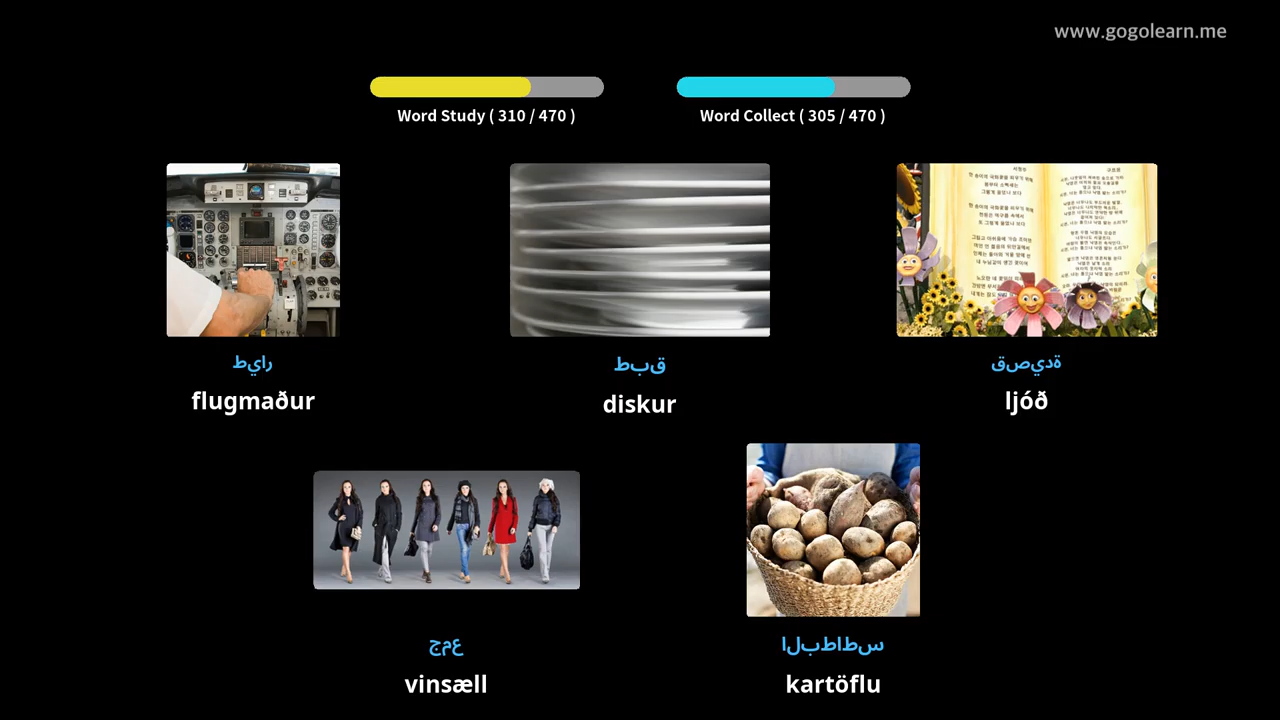 www.gogolearn.me
Word Study ( 310 / 470 )
Word Collect ( 305 / 470 )
طيار
طبق
قصيدة
flugmaður
diskur
ljóð
جمع
البطاطس
vinsæll
kartöflu